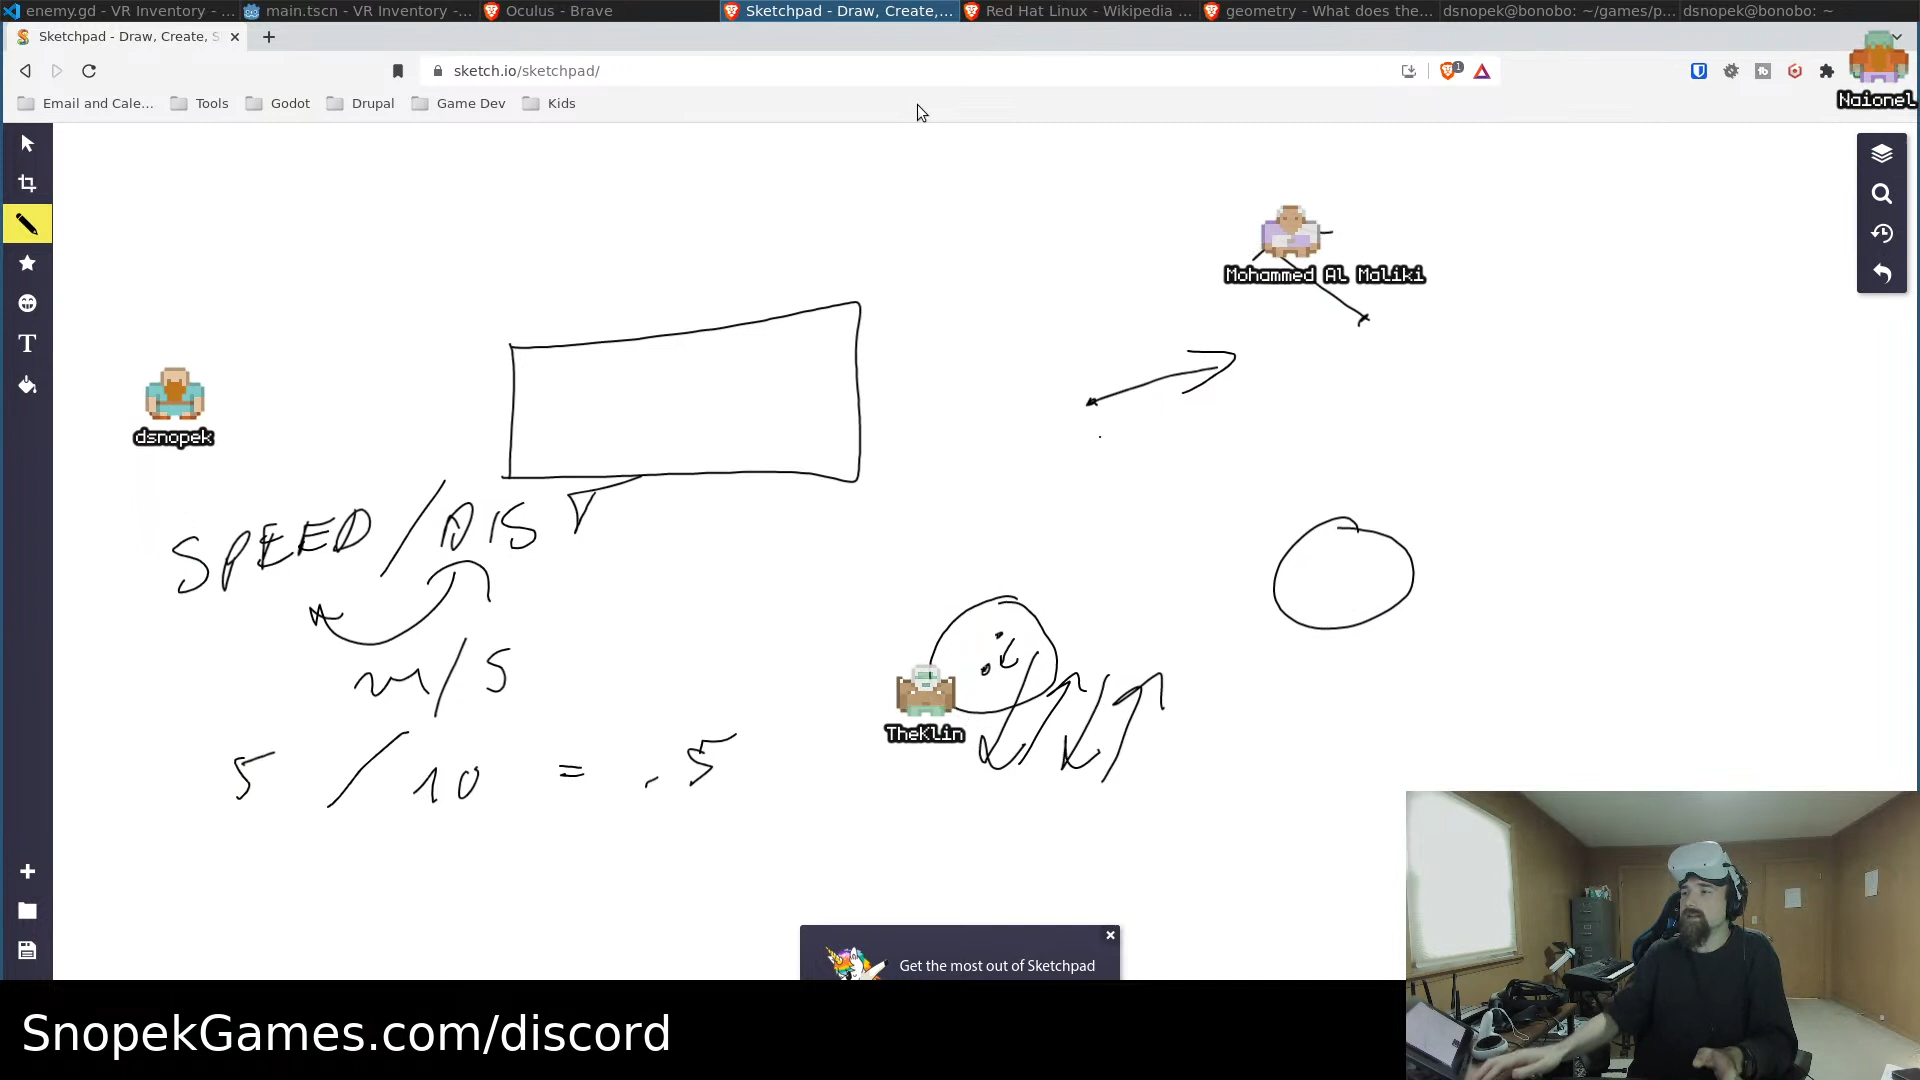 enemy.gd - VR Inventory - ...
main.tscn - VR Inventory -...
Oculus - Brave
Sketchpad - Draw, Create,...
Red Hat Linux - Wikipedia ...
geometry - What does the...
dsnopek@bonobo: ~/games/p...
dsnopek@bonobo: ~
Sketchpad - Draw, Create, S
sketch.io/sketchpad/
1
Naionel
Email and Cale...
Tools
Godot
Drupal
Game Dev
Kids
Mohammed Al Maliki
dsnopek
SPEED / DIS
m/s
TheKlin
5 / 10 = .5
T
Get the most out of Sketchpad
SnopekGames.com/discord